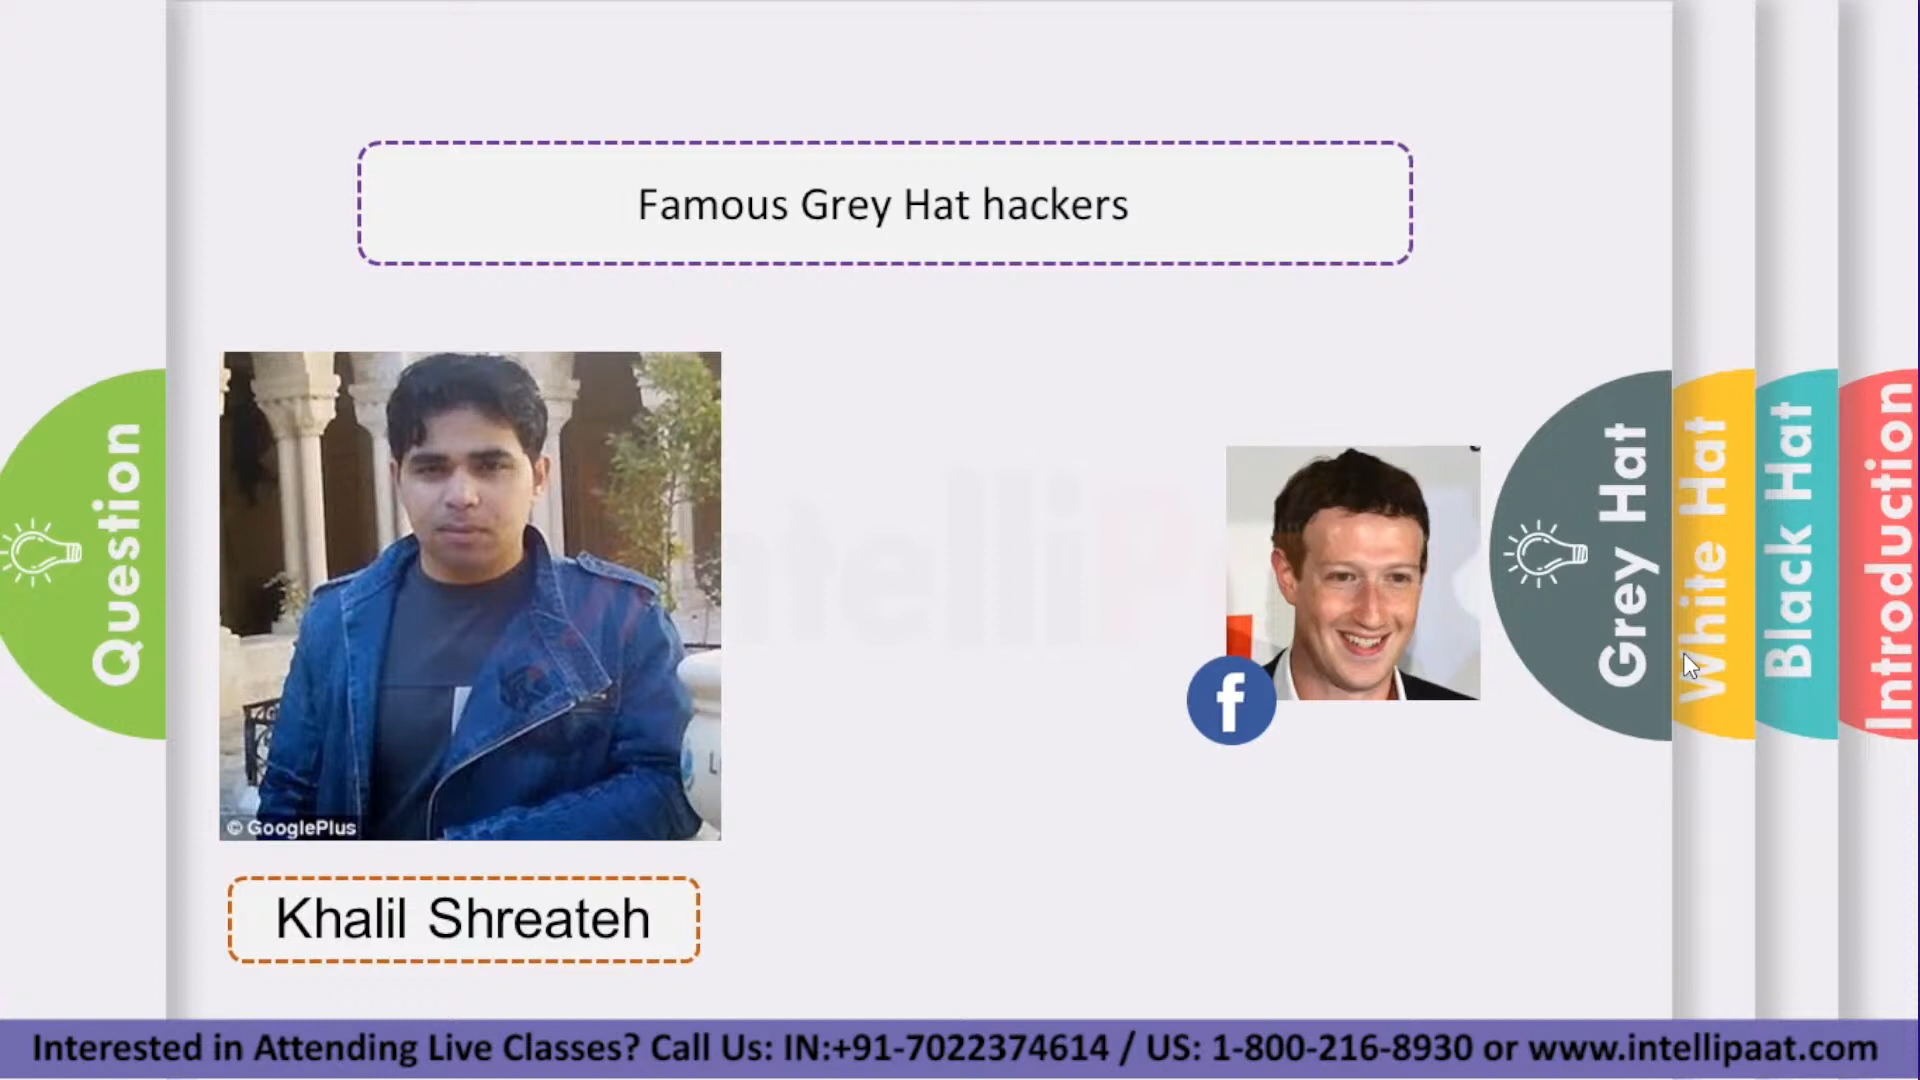 Famous Grey Hat hackers
Question
Grey Hat
White Hat
Black Hat
Introduction
© GooglePlus
f
Khalil Shreateh
Interested in Attending Live Classes? Call Us: IN:+91-7022374614 / US: 1-800-216-8930 or www.intellipaat.com